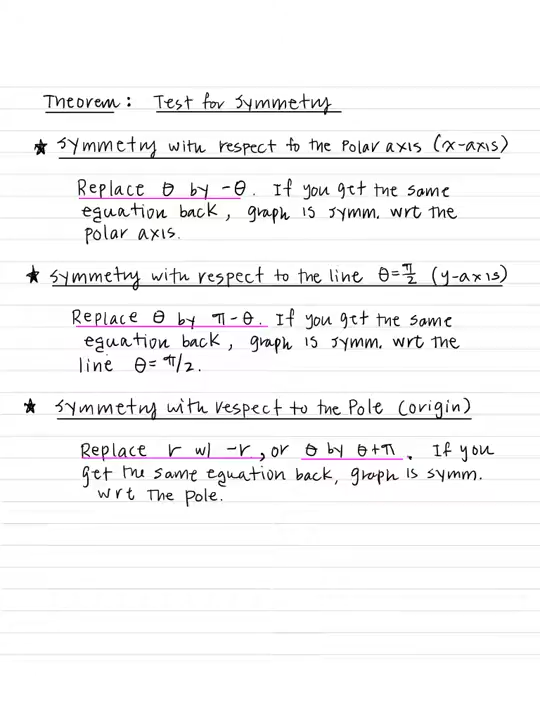 Theorem: Test for Symmetry
★ Symmetry with respect to the Polar axis (x-axis)
Replace θ by -θ. If you get the same
equation back, graph is symm. wrt the
polar axis.
★ Symmetry with respect to the line θ=π/2 (y-axis)
Replace θ by π-θ. If you get the same
equation back, graph is symm. wrt the
line θ=π/2.
★ Symmetry with respect to the Pole (origin)
Replace r w/ -r, or θ by θ+π. If you
get the same equation back, graph is symm.
wrt the pole.